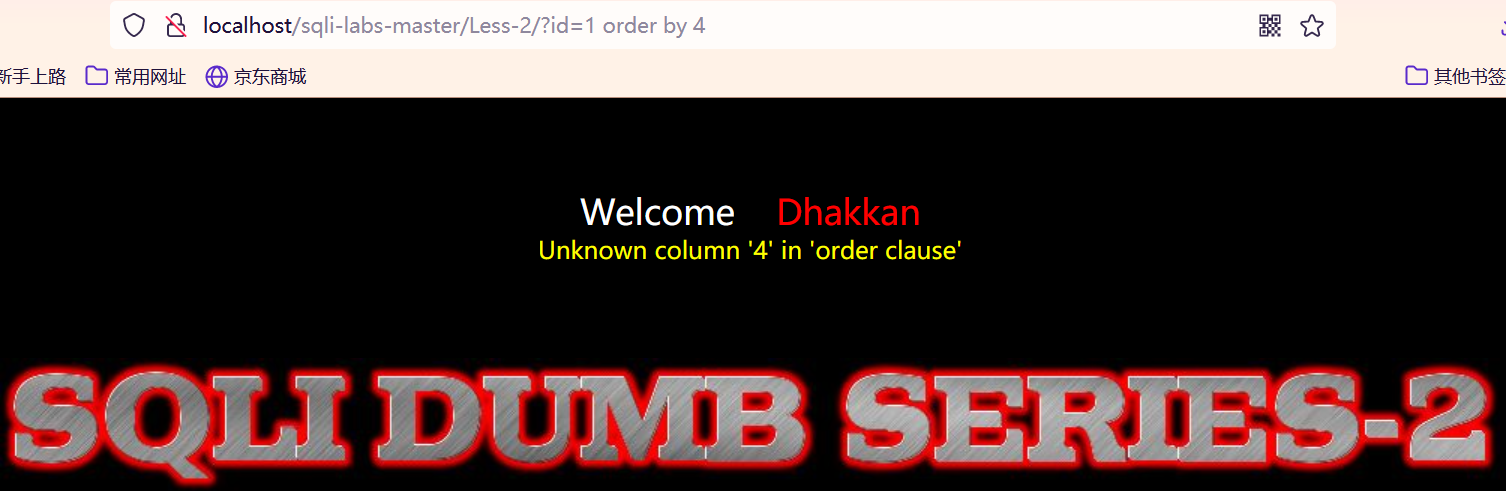 localhost/sqli-labs-master/Less-2/?id=1 order by 4
新手上路 常用网址 京东商城 其他书签
Welcome Dhakkan
Unknown column '4' in 'order clause'
SQLI DUMB SERIES-2